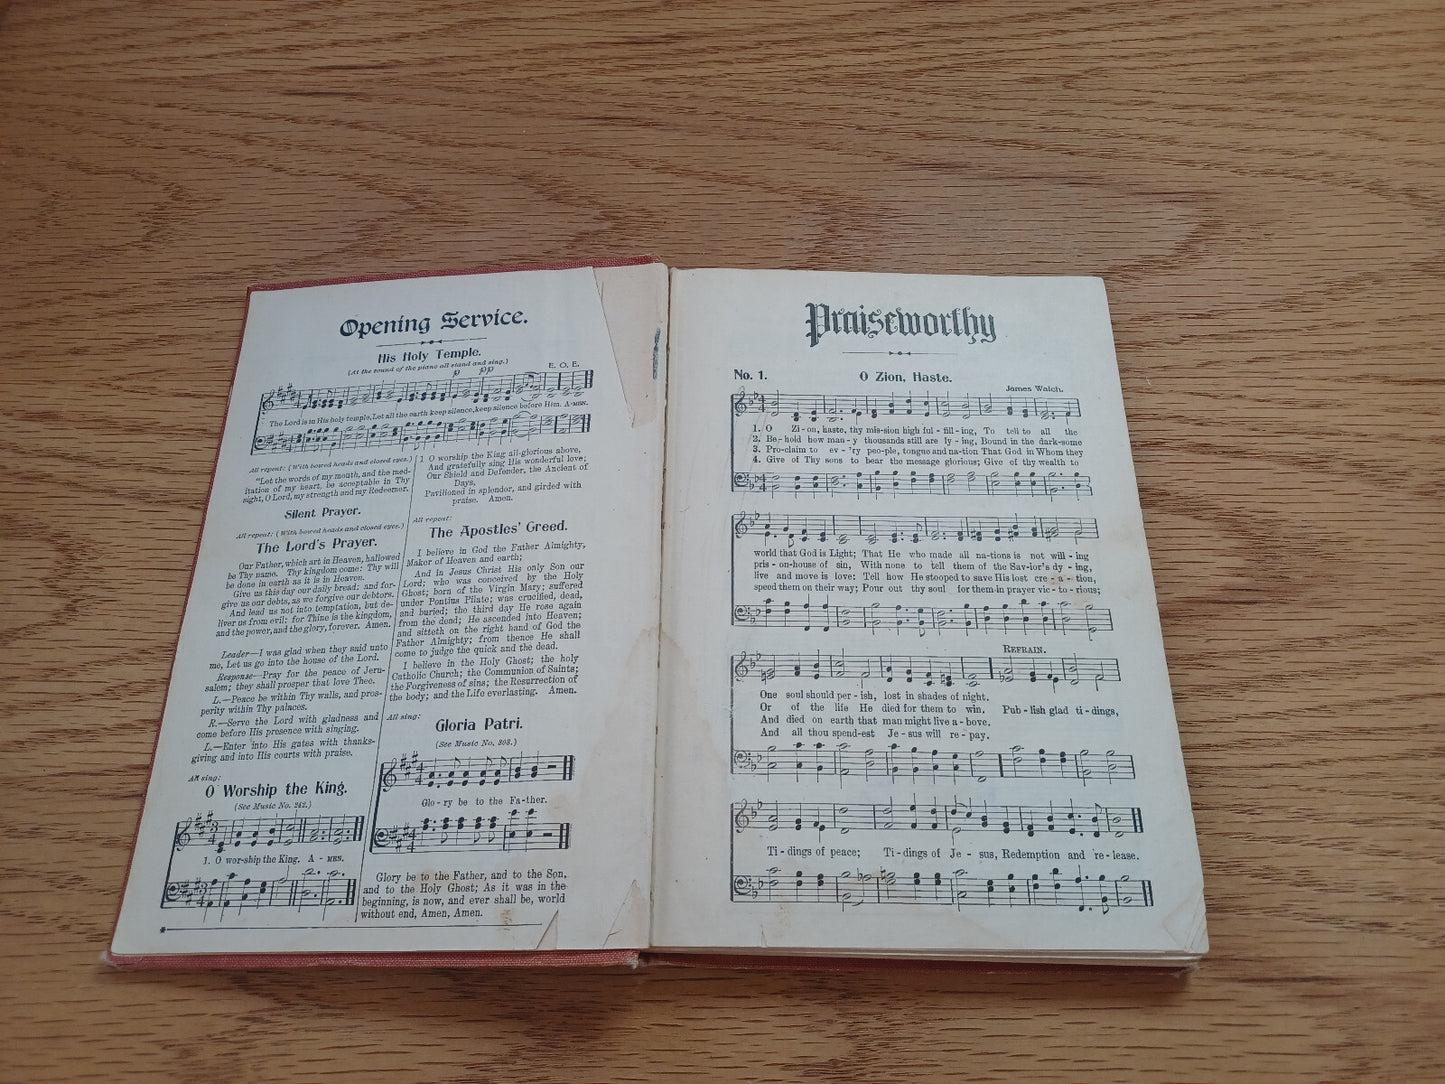 Opening Service.
His Holy Temple.
(At the sound of the piano all stand and sing.)
p pp
E. O. E.
The Lord is in His holy temple, Let all the earth keep silence, keep silence before Him. A-MEN.
All repeat: (With bowed heads and closed eyes.)
"Let the words of my mouth, and the med-
itation of my heart, be acceptable in Thy
sight, O Lord, my strength and my Redeemer.
Silent Prayer.
All repeat: (With bowed heads and closed eyes.)
The Lord's Prayer.
Our Father, which art in Heaven, hallowed
be Thy name. Thy kingdom come: Thy will
be done in earth as it is in Heaven.
Give us this day our daily bread: and for-
give us our debts, as we forgive our debtors.
And lead us not into temptation, but de-
liver us from evil: for Thine is the kingdom,
and the power, and the glory, forever. Amen.
Leader—I was glad when they said unto
me, Let us go into the house of the Lord.
Response—Pray for the peace of Jeru-
salem; they shall prosper that love Thee.
L.—Peace be within Thy walls, and pros-
perity within Thy palaces.
R.—Serve the Lord with gladness and
come before His presence with singing.
L.—Enter into His gates with thanks-
giving and into His courts with praise.
All sing:
O Worship the King.
(See Music No. 242.)
1. O wor-ship the King. A - MEN.
1 O worship the King all-glorious above,
And gratefully sing His wonderful love;
Our Shield and Defender, the Ancient of
Days,
Pavilioned in splendor, and girded with
praise. Amen.
All repeat:
The Apostles' Creed.
I believe in God the Father Almighty,
Maker of Heaven and earth;
And in Jesus Christ His only Son our
Lord; who was conceived by the Holy
Ghost; born of the Virgin Mary; suffered
under Pontius Pilate; was crucified, dead,
and buried; the third day He rose again
from the dead; He ascended into Heaven;
and sitteth on the right hand of God the
Father Almighty; from thence He shall
come to judge the quick and the dead.
I believe in the Holy Ghost; the holy
Catholic Church; the Communion of Saints;
the Forgiveness of sins; the Resurrection of
the body; and the Life everlasting. Amen.
All sing:
Gloria Patri.
(See Music No. 303.)
Glo - ry be to the Fa-ther.
Glory be to the Father, and to the Son,
and to the Holy Ghost; As it was in the
beginning, is now, and ever shall be, world
without end, Amen, Amen.
Praiseworthy
No. 1.
O Zion, Haste.
James Walch.
1. O Zi - on, haste, thy mis-sion high ful - fill - ing, To tell to all the
2. Be - hold how man - y thousands still are ly - ing, Bound in the dark-some
3. Pro-claim to ev - 'ry peo-ple, tongue and na-tion That God in Whom they
4. Give of Thy sons to bear the message glorious; Give of thy wealth to
world that God is Light; That He who made all na-tions is not will - ing
pris - on-house of sin, With none to tell them of the Sav-ior's dy - ing,
live and move is love; Tell how He stooped to save His lost cre - a - tion,
speed them on their way; Pour out thy soul for them in prayer vic - to - rious;
REFRAIN.
One soul should per - ish, lost in shades of night.
Or of the life He died for them to win. Pub - lish glad ti - dings,
And died on earth that man might live a - bove.
And all thou spend-est Je - sus will re - pay.
Ti - dings of peace; Ti - dings of Je - sus, Redemption and re - lease.